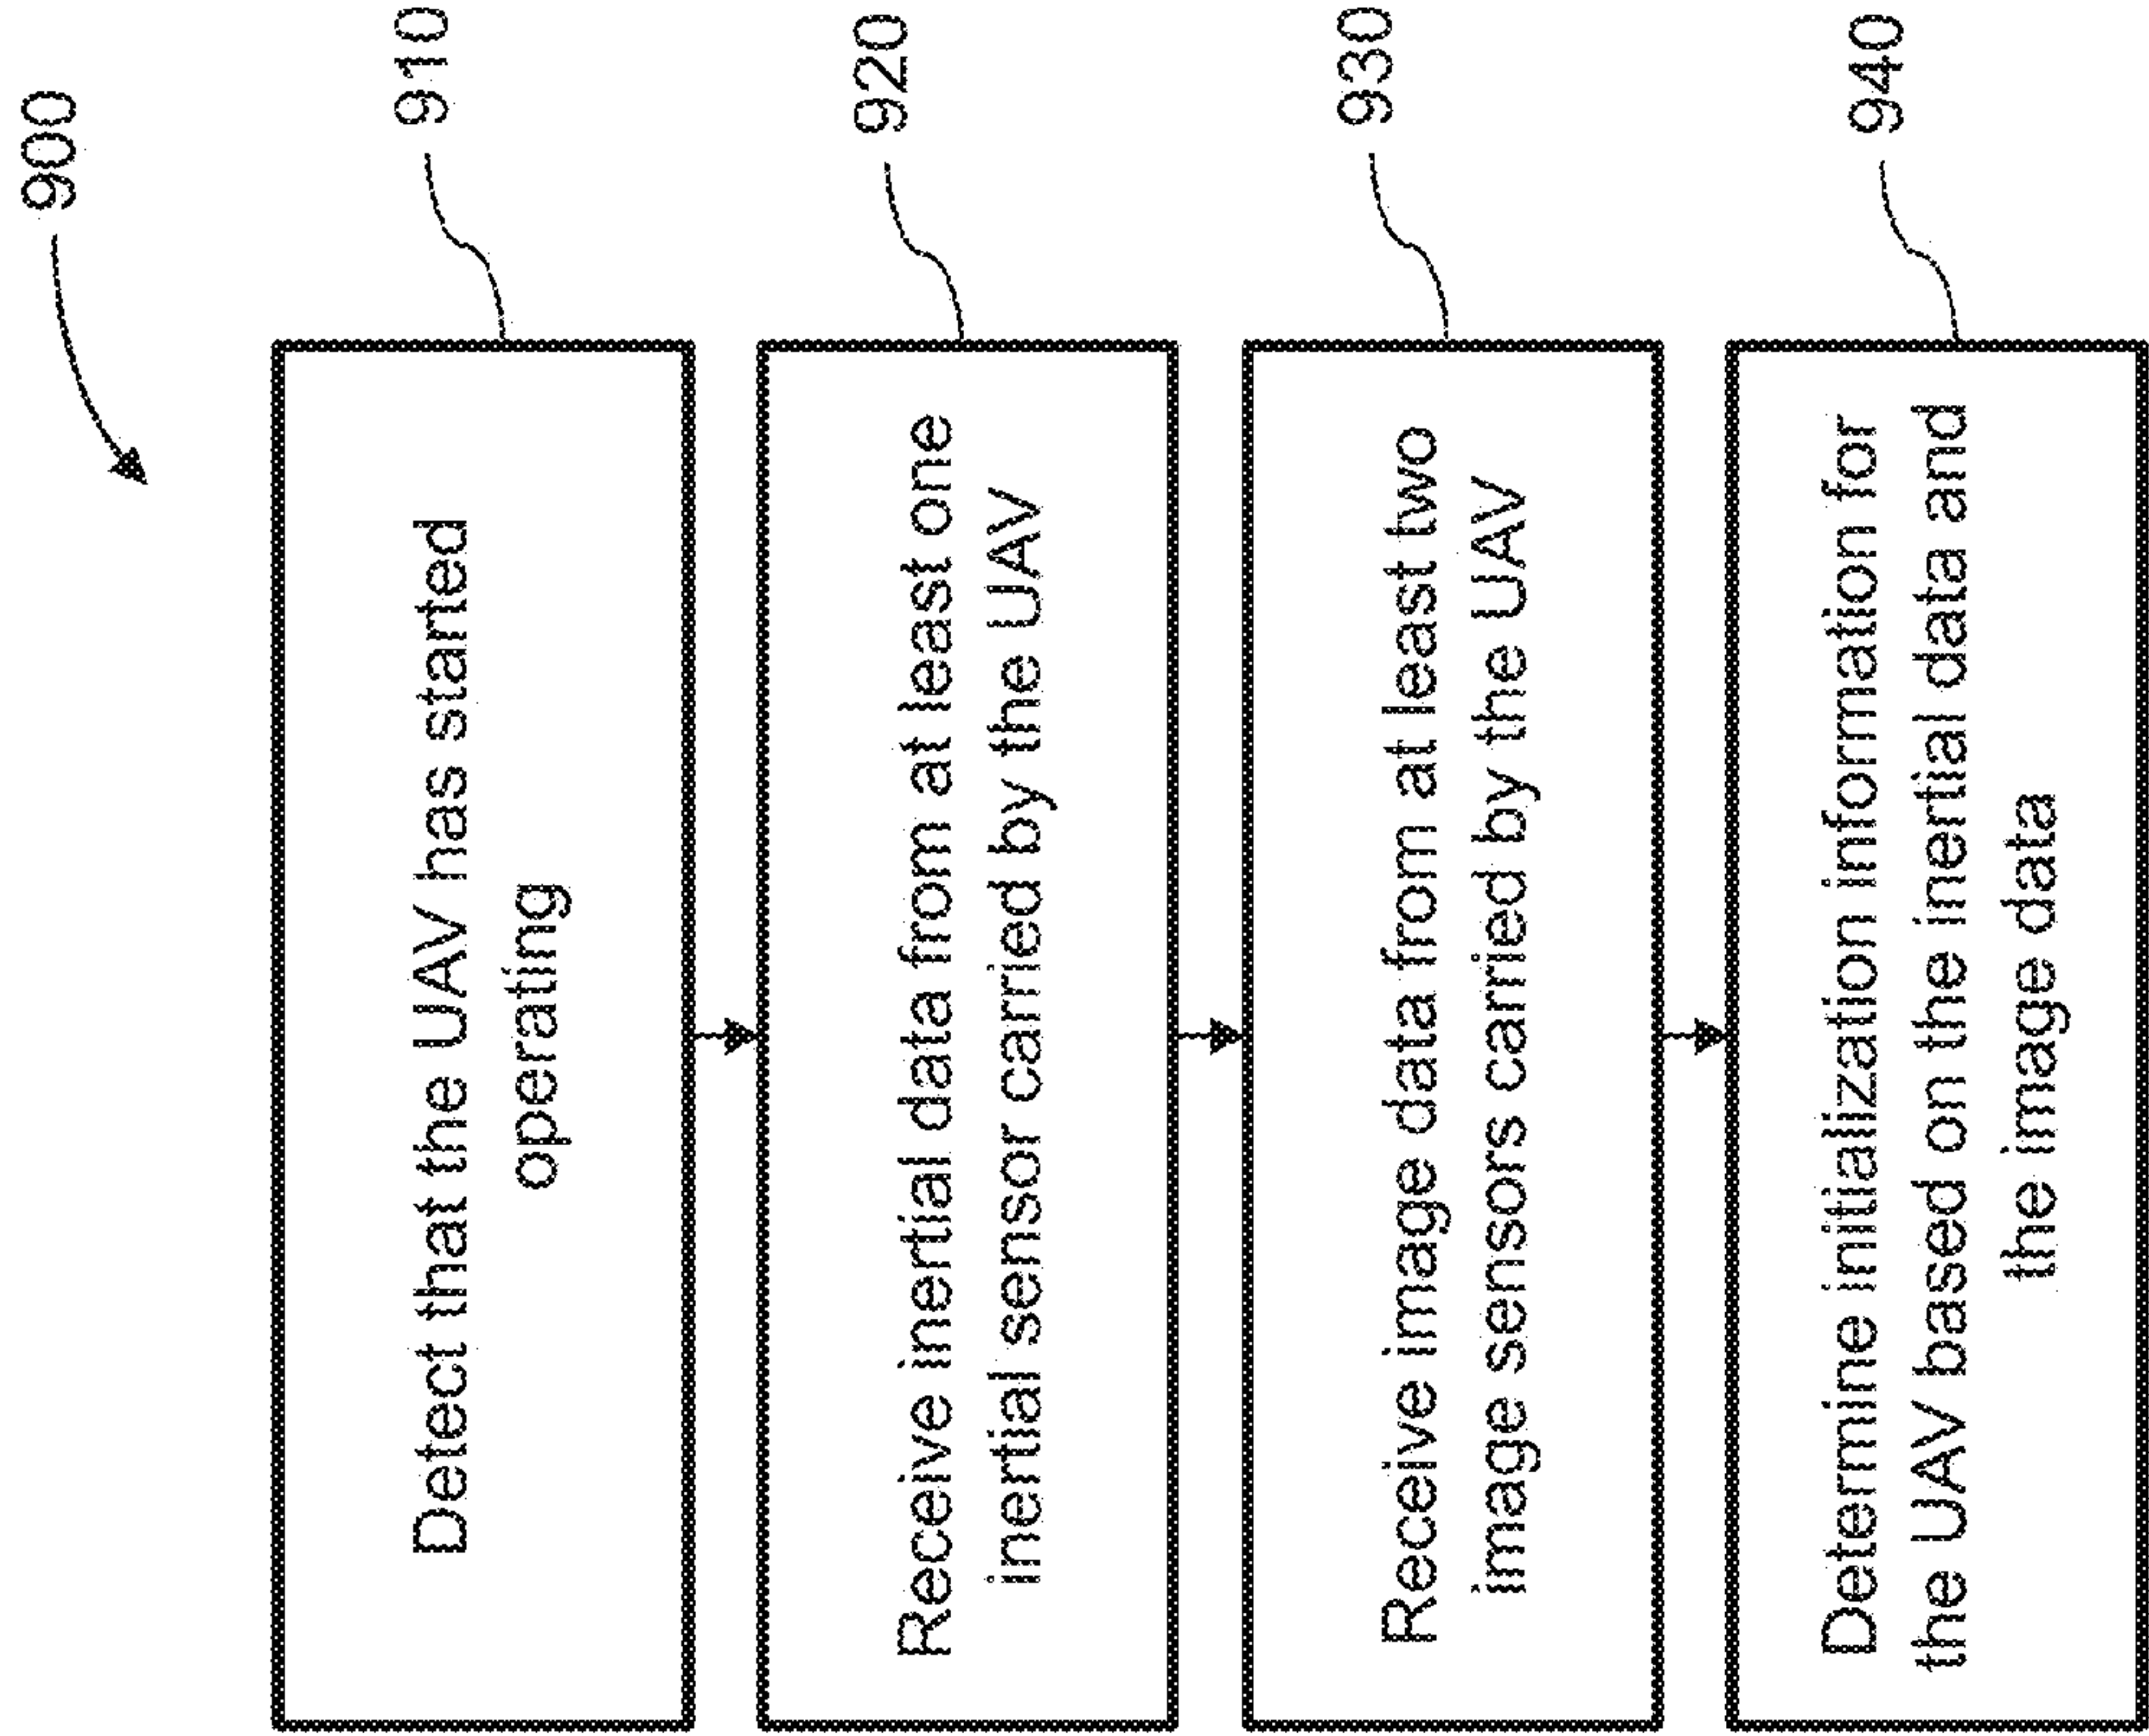 900
910
Detect that the UAV has started
operating
920
Receive inertial data from at least one
inertial sensor carried by the UAV
930
Receive image data from at least two
image sensors carried by the UAV
940
Determine initialization information for
the UAV based on the inertial data and
the image data